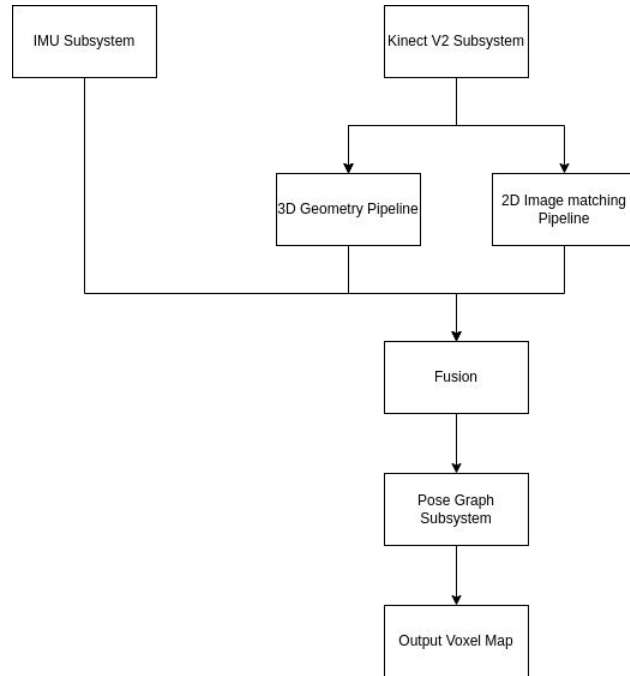 IMU Subsystem
Kinect V2 Subsystem
3D Geometry Pipeline
2D Image matching
Pipeline
Fusion
Pose Graph
Subsystem
Output Voxel Map